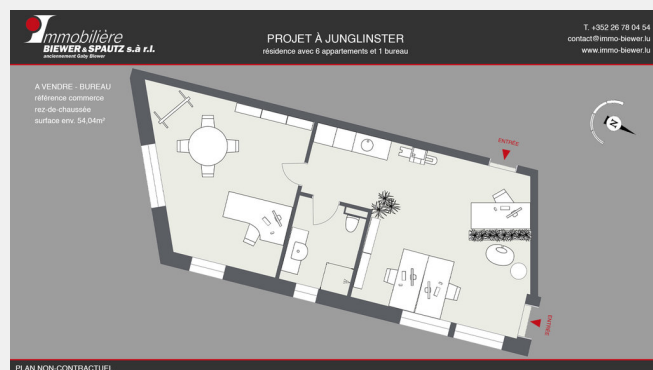 Immobilière
BIEWER & SPAUTZ s.à r.l.
anciennement Gaby Biewer
PROJET À JUNGLINSTER
résidence avec 6 appartements et 1 bureau
T. +352 26 78 04 54
contact@immo-biewer.lu
www.immo-biewer.lu
A VENDRE - BUREAU
référence commerce
rez-de-chaussée
surface env. 54,04m²
ENTRÉE
N
ENTRÉE
PLAN NON-CONTRACTUEL